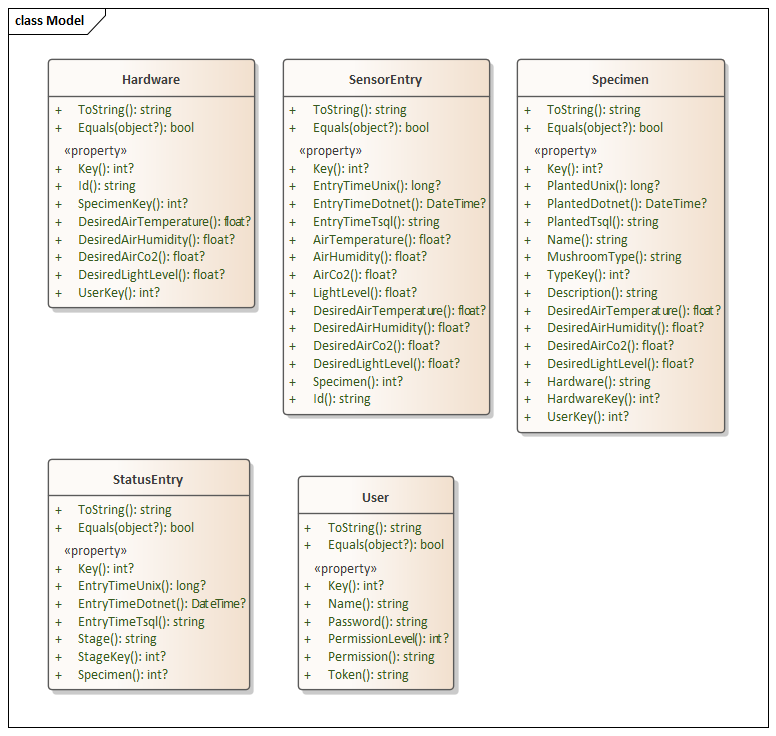 class Model
Hardware
+ ToString(): string
+ Equals(object?): bool
«property»
+ Key(): int?
+ Id(): string
+ SpecimenKey(): int?
+ DesiredAirTemperature(): float?
+ DesiredAirHumidity(): float?
+ DesiredAirCo2(): float?
+ DesiredLightLevel(): float?
+ UserKey(): int?
SensorEntry
+ ToString(): string
+ Equals(object?): bool
«property»
+ Key(): int?
+ EntryTimeUnix(): long?
+ EntryTimeDotnet(): DateTime?
+ EntryTimeTsql(): string
+ AirTemperature(): float?
+ AirHumidity(): float?
+ AirCo2(): float?
+ LightLevel(): float?
+ DesiredAirTemperature(): float?
+ DesiredAirHumidity(): float?
+ DesiredAirCo2(): float?
+ DesiredLightLevel(): float?
+ Specimen(): int?
+ Id(): string
Specimen
+ ToString(): string
+ Equals(object?): bool
«property»
+ Key(): int?
+ PlantedUnix(): long?
+ PlantedDotnet(): DateTime?
+ PlantedTsql(): string
+ Name(): string
+ MushroomType(): string
+ TypeKey(): int?
+ Description(): string
+ DesiredAirTemperature(): float?
+ DesiredAirHumidity(): float?
+ DesiredAirCo2(): float?
+ DesiredLightLevel(): float?
+ Hardware(): string
+ HardwareKey(): int?
+ UserKey(): int?
StatusEntry
+ ToString(): string
+ Equals(object?): bool
«property»
+ Key(): int?
+ EntryTimeUnix(): long?
+ EntryTimeDotnet(): DateTime?
+ EntryTimeTsql(): string
+ Stage(): string
+ StageKey(): int?
+ Specimen(): int?
User
+ ToString(): string
+ Equals(object?): bool
«property»
+ Key(): int?
+ Name(): string
+ Password(): string
+ PermissionLevel(): int?
+ Permission(): string
+ Token(): string